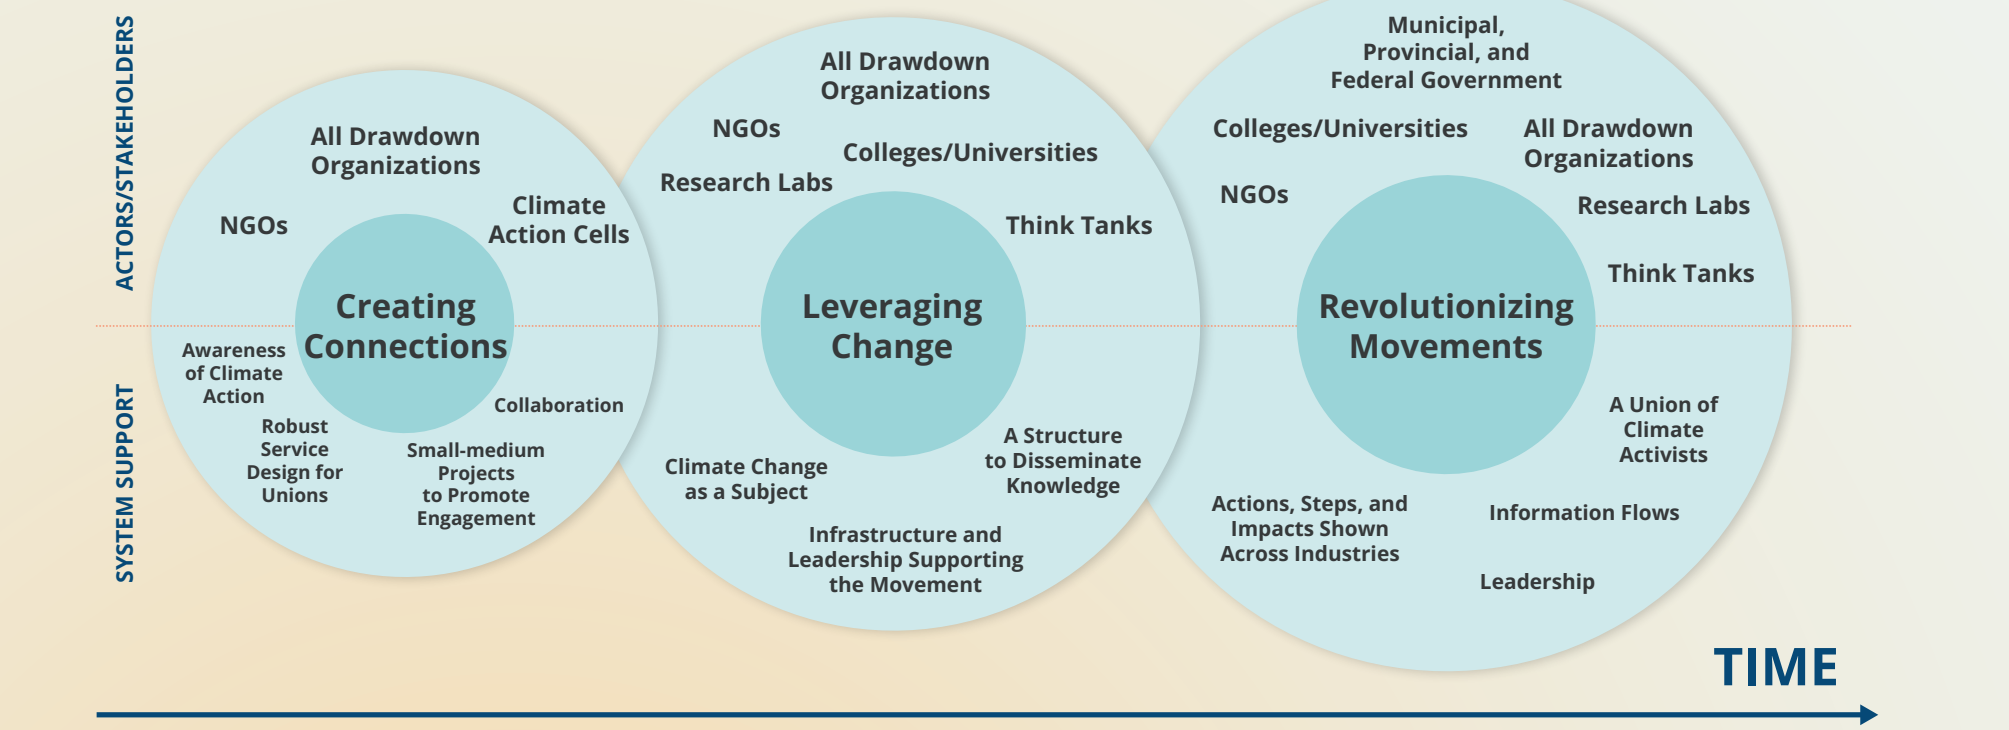 ACTORS/STAKEHOLDERS
SYSTEM SUPPORT
All Drawdown
Organizations
NGOs
Climate
Action Cells
Creating
Connections
Awareness
of Climate
Action
Robust
Service
Design for
Unions
Small-medium
Projects
to Promote
Engagement
Collaboration
All Drawdown
Organizations
NGOs
Colleges/Universities
Research Labs
Think Tanks
Leveraging
Change
Climate Change
as a Subject
A Structure
to Disseminate
Knowledge
Infrastructure and
Leadership Supporting
the Movement
Municipal,
Provincial, and
Federal Government
Colleges/Universities
All Drawdown
Organizations
NGOs
Research Labs
Think Tanks
Revolutionizing
Movements
A Union of
Climate
Activists
Actions, Steps, and
Impacts Shown
Across Industries
Information Flows
Leadership
TIME